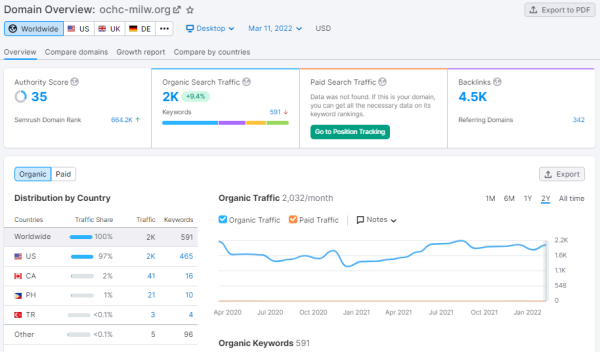 Domain Overview: ochc-milw.org
Export to PDF
Worldwide US UK DE ••• Desktop Mar 11, 2022 USD
Overview Compare domains Growth report Compare by countries
Authority Score
35
Semrush Domain Rank 664.2K ↑
Organic Search Traffic
2K +9.4%
Keywords 591 ↓
Paid Search Traffic
Data was not found. If this is your domain,
you can get all the necessary data on its
keyword rankings.
Go to Position Tracking
Backlinks
4.5K
Referring Domains 342
Organic Paid
Export
Distribution by Country
Countries Traffic Share Traffic Keywords
Worldwide 100% 2K 591
US 97% 2K 465
CA 2% 41 16
PH 1% 21 10
TR <0.1% 3 4
Other <0.1% 5 96
Organic Traffic 2,032/month
1M 6M 1Y 2Y All time
Organic Traffic Paid Traffic Notes
2.2K
1.6K
1.1K
548
0
Apr 2020 Jul 2020 Oct 2020 Jan 2021 Apr 2021 Jul 2021 Oct 2021 Jan 2022
Organic Keywords 591